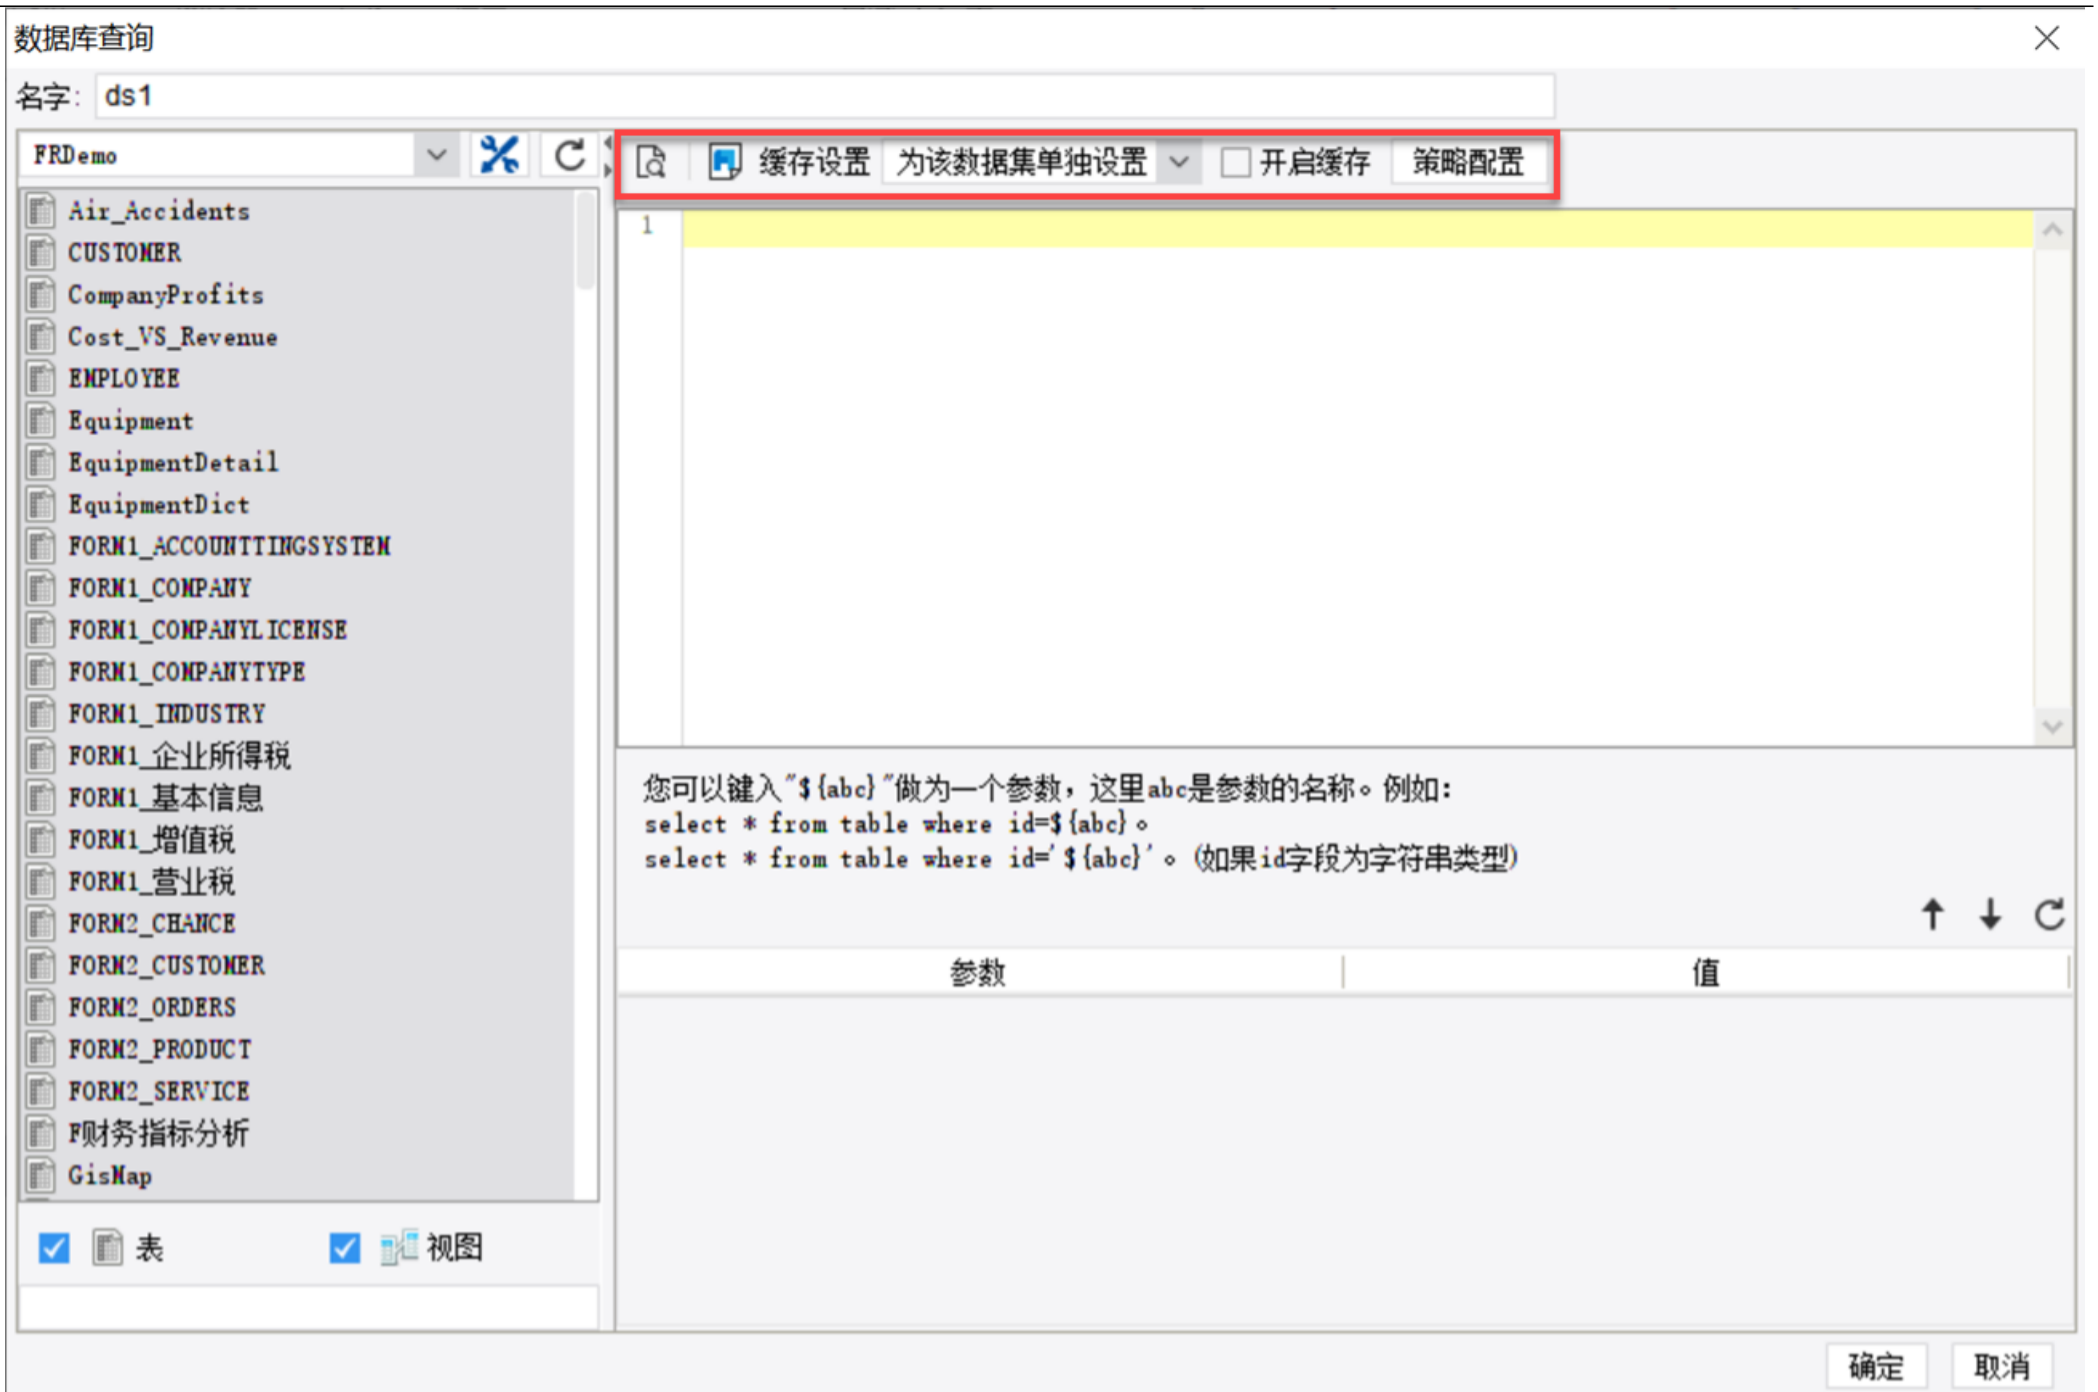 数据库查询
名字: ds1
FRDemo
缓存设置 为该数据集单独设置 开启缓存 策略配置
Air_Accidents
CUSTOMER
CompanyProfits
Cost_VS_Revenue
EMPLOYEE
Equipment
EquipmentDetail
EquipmentDict
FORM1_ACCOUNTTINGSYSTEM
FORM1_COMPANY
FORM1_COMPANYLICENSE
FORM1_COMPANYTYPE
FORM1_INDUSTRY
FORM1_企业所得税
FORM1_基本信息
FORM1_增值税
FORM1_营业税
FORM2_CHANCE
FORM2_CUSTOMER
FORM2_ORDERS
FORM2_PRODUCT
FORM2_SERVICE
F财务指标分析
GisMap
表 视图
1
您可以键入"${abc}"做为一个参数，这里abc是参数的名称。例如：
select * from table where id=${abc}。
select * from table where id='${abc}'。(如果id字段为字符串类型)
参数 值
确定 取消